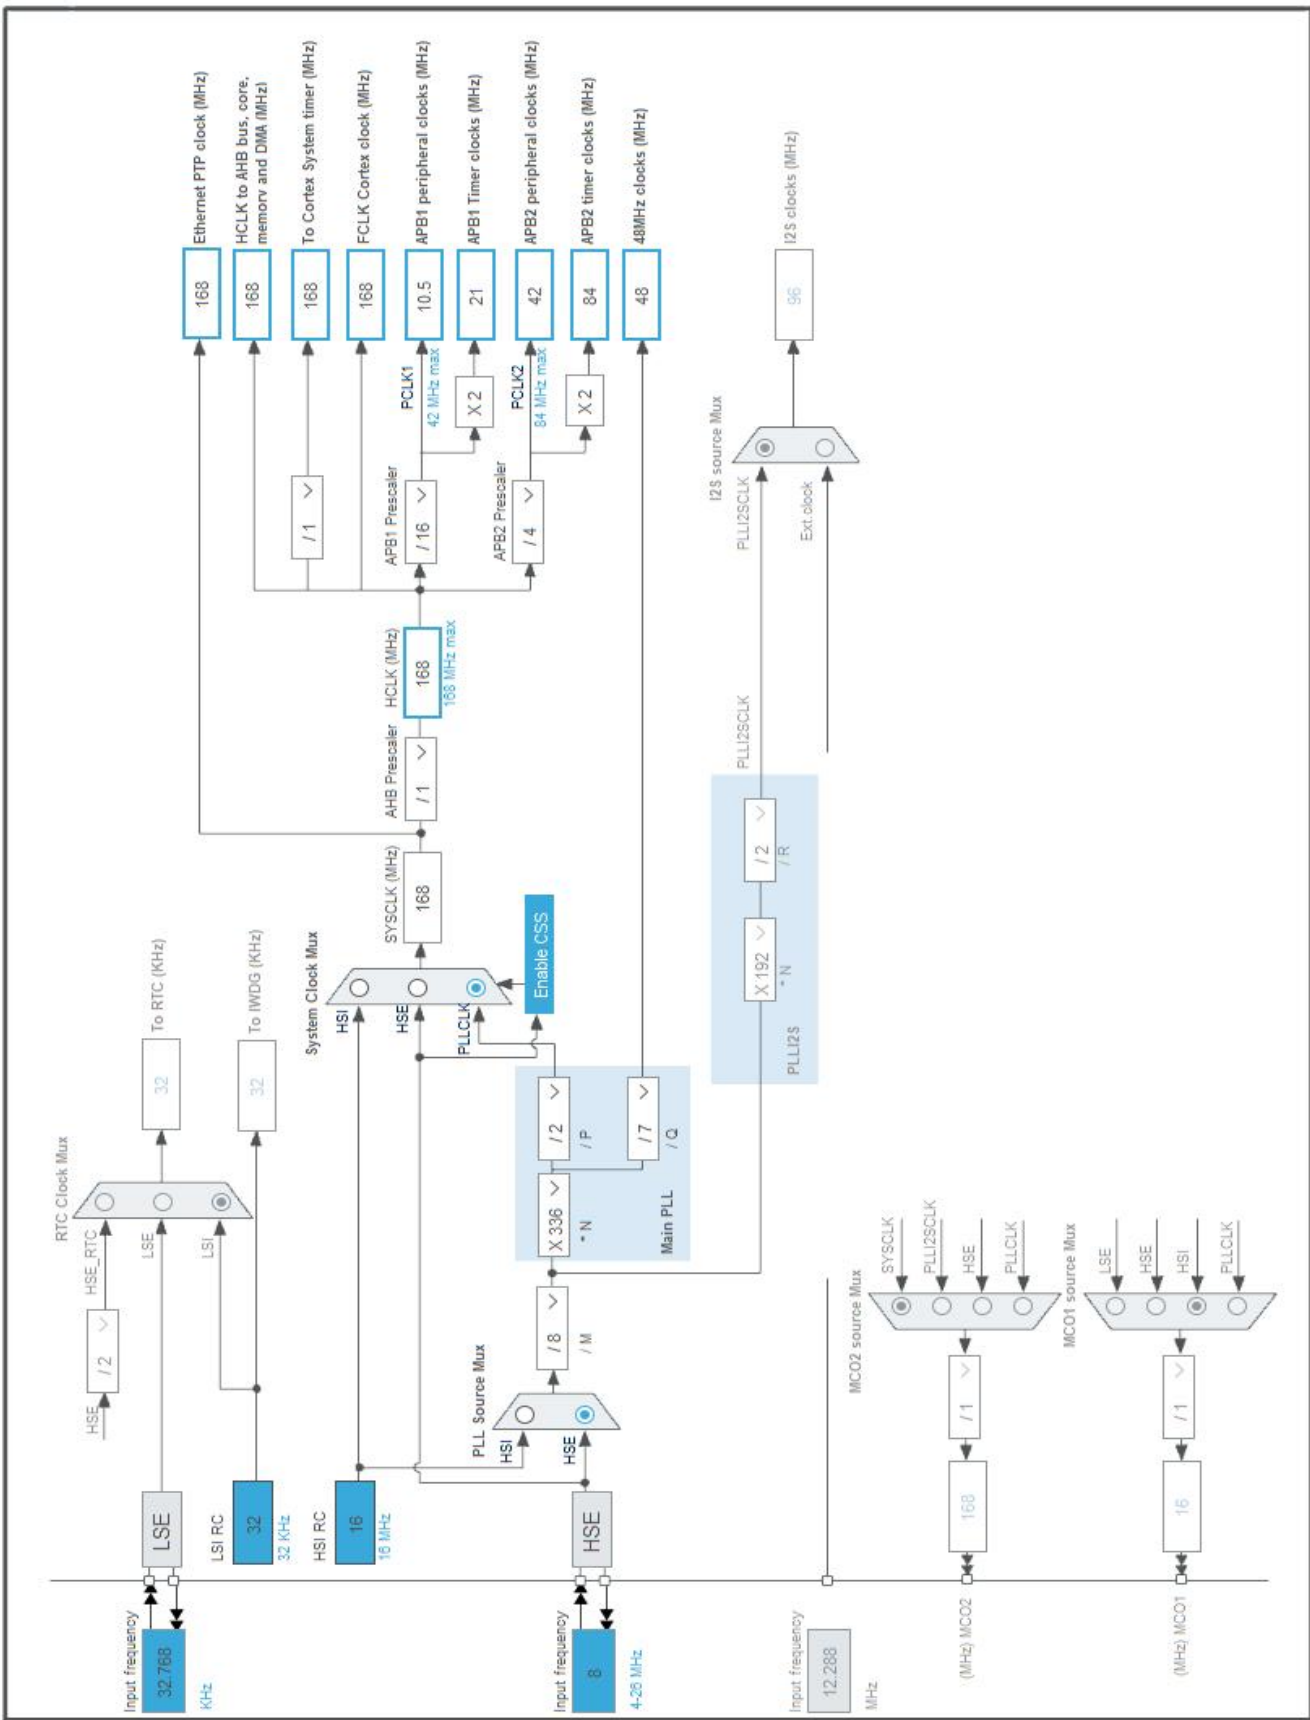 Input frequency
32.768
KHz
LSE
HSE
/ 2
HSE_RTC
LSE
LSI
RTC Clock Mux
32
To RTC (KHz)
LSI RC
32
32 KHz
32
To IWDG (KHz)
HSI RC
16
16 MHz
System Clock Mux
HSI
HSE
PLLCLK
Enable CSS
SYSCLK (MHz)
168
AHB Prescaler
/ 1
HCLK (MHz)
168
168 MHz max
168
Ethernet PTP clock (MHz)
168
HCLK to AHB bus, core,
memory and DMA (MHz)
/ 1
168
To Cortex System timer (MHz)
168
FCLK Cortex clock (MHz)
APB1 Prescaler
/ 16
PCLK1
42 MHz max
10.5
APB1 peripheral clocks (MHz)
X 2
21
APB1 Timer clocks (MHz)
APB2 Prescaler
/ 4
PCLK2
84 MHz max
42
APB2 peripheral clocks (MHz)
X 2
84
APB2 timer clocks (MHz)
48
48MHz clocks (MHz)
Input frequency
8
4-26 MHz
HSE
PLL Source Mux
HSI
HSE
/ 8
/ M
X 336
* N
/ 2
/ P
/ 7
/ Q
Main PLL
X 192
* N
/ 2
/ R
PLLI2S
PLLI2SCLK
PLLI2SCLK
I2S source Mux
Ext.clock
96
I2S clocks (MHz)
Input frequency
12.288
MHz
MCO2 source Mux
SYSCLK
PLLI2SCLK
HSE
PLLCLK
/ 1
168
(MHz) MCO2
MCO1 source Mux
LSE
HSE
HSI
PLLCLK
/ 1
16
(MHz) MCO1